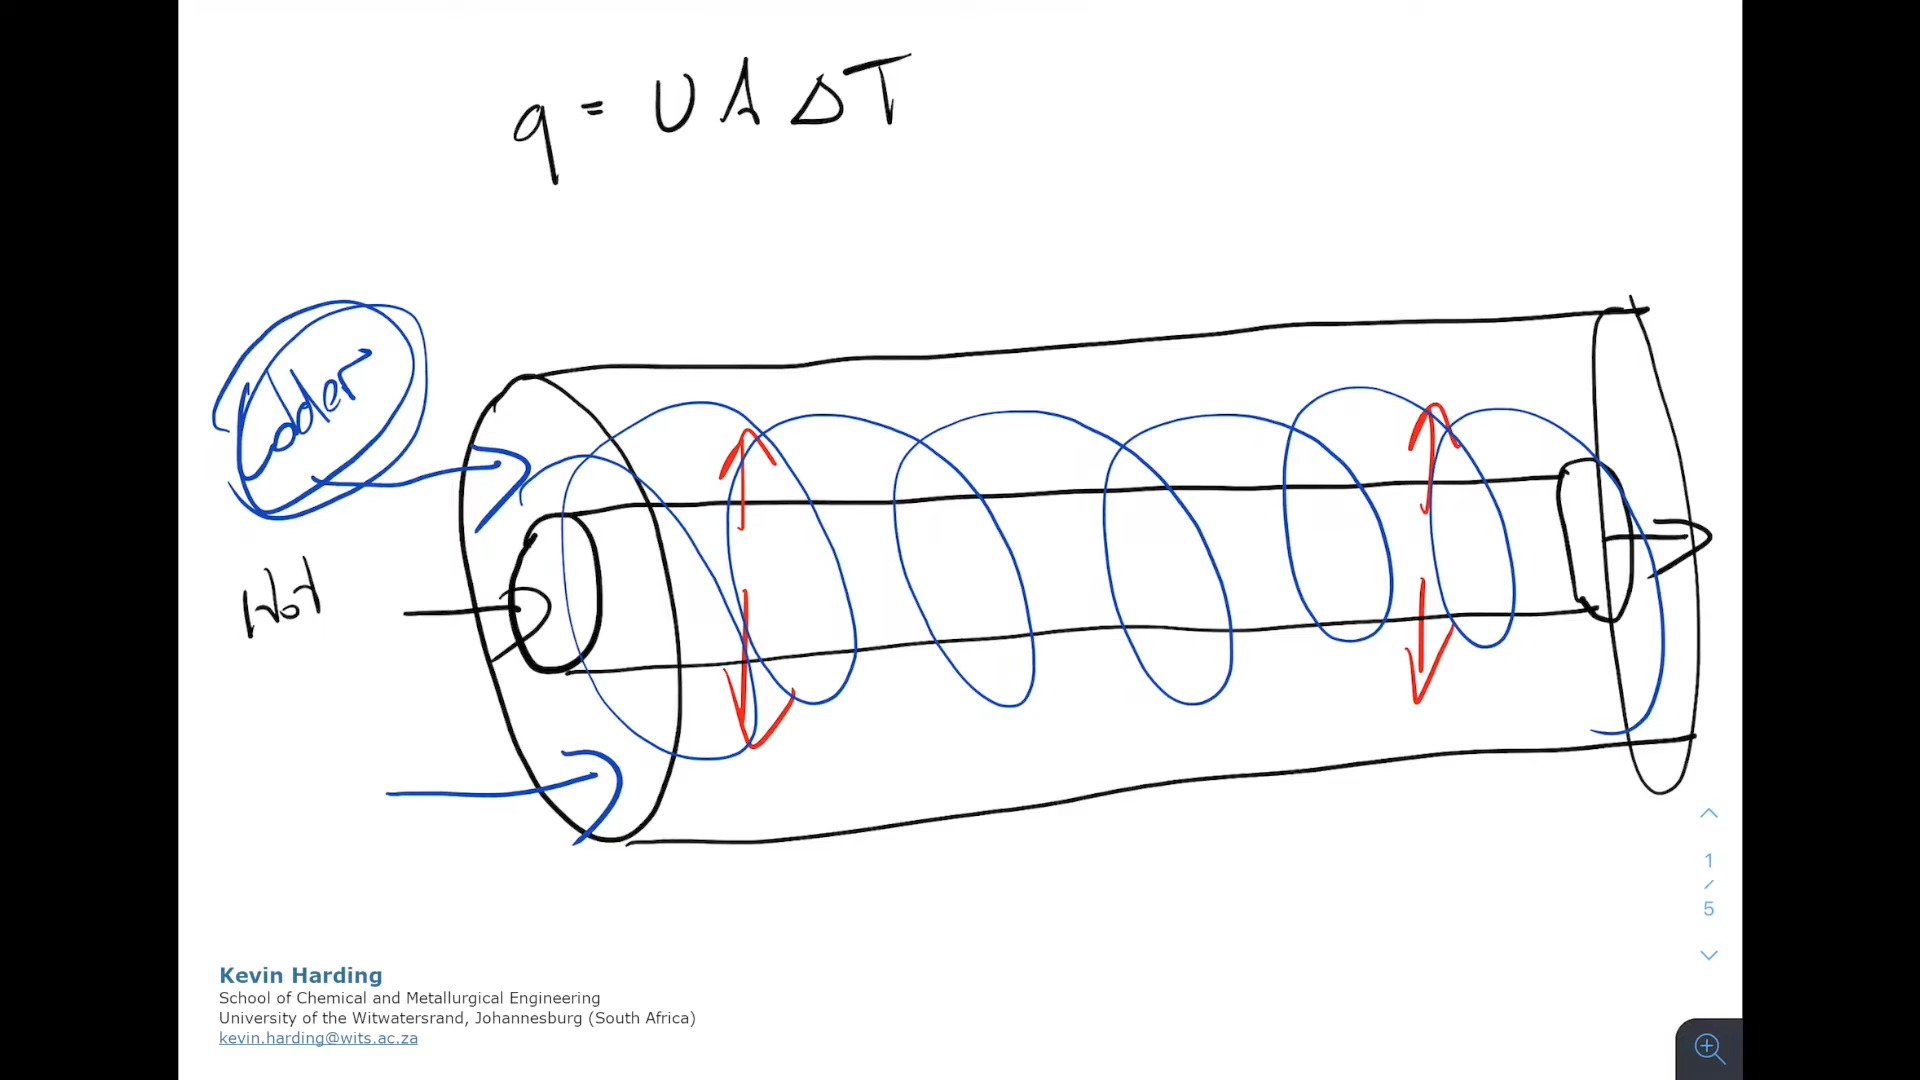 q = U A ΔT
Colder
Hot
1
/
5
Kevin Harding
School of Chemical and Metallurgical Engineering
University of the Witwatersrand, Johannesburg (South Africa)
kevin.harding@wits.ac.za